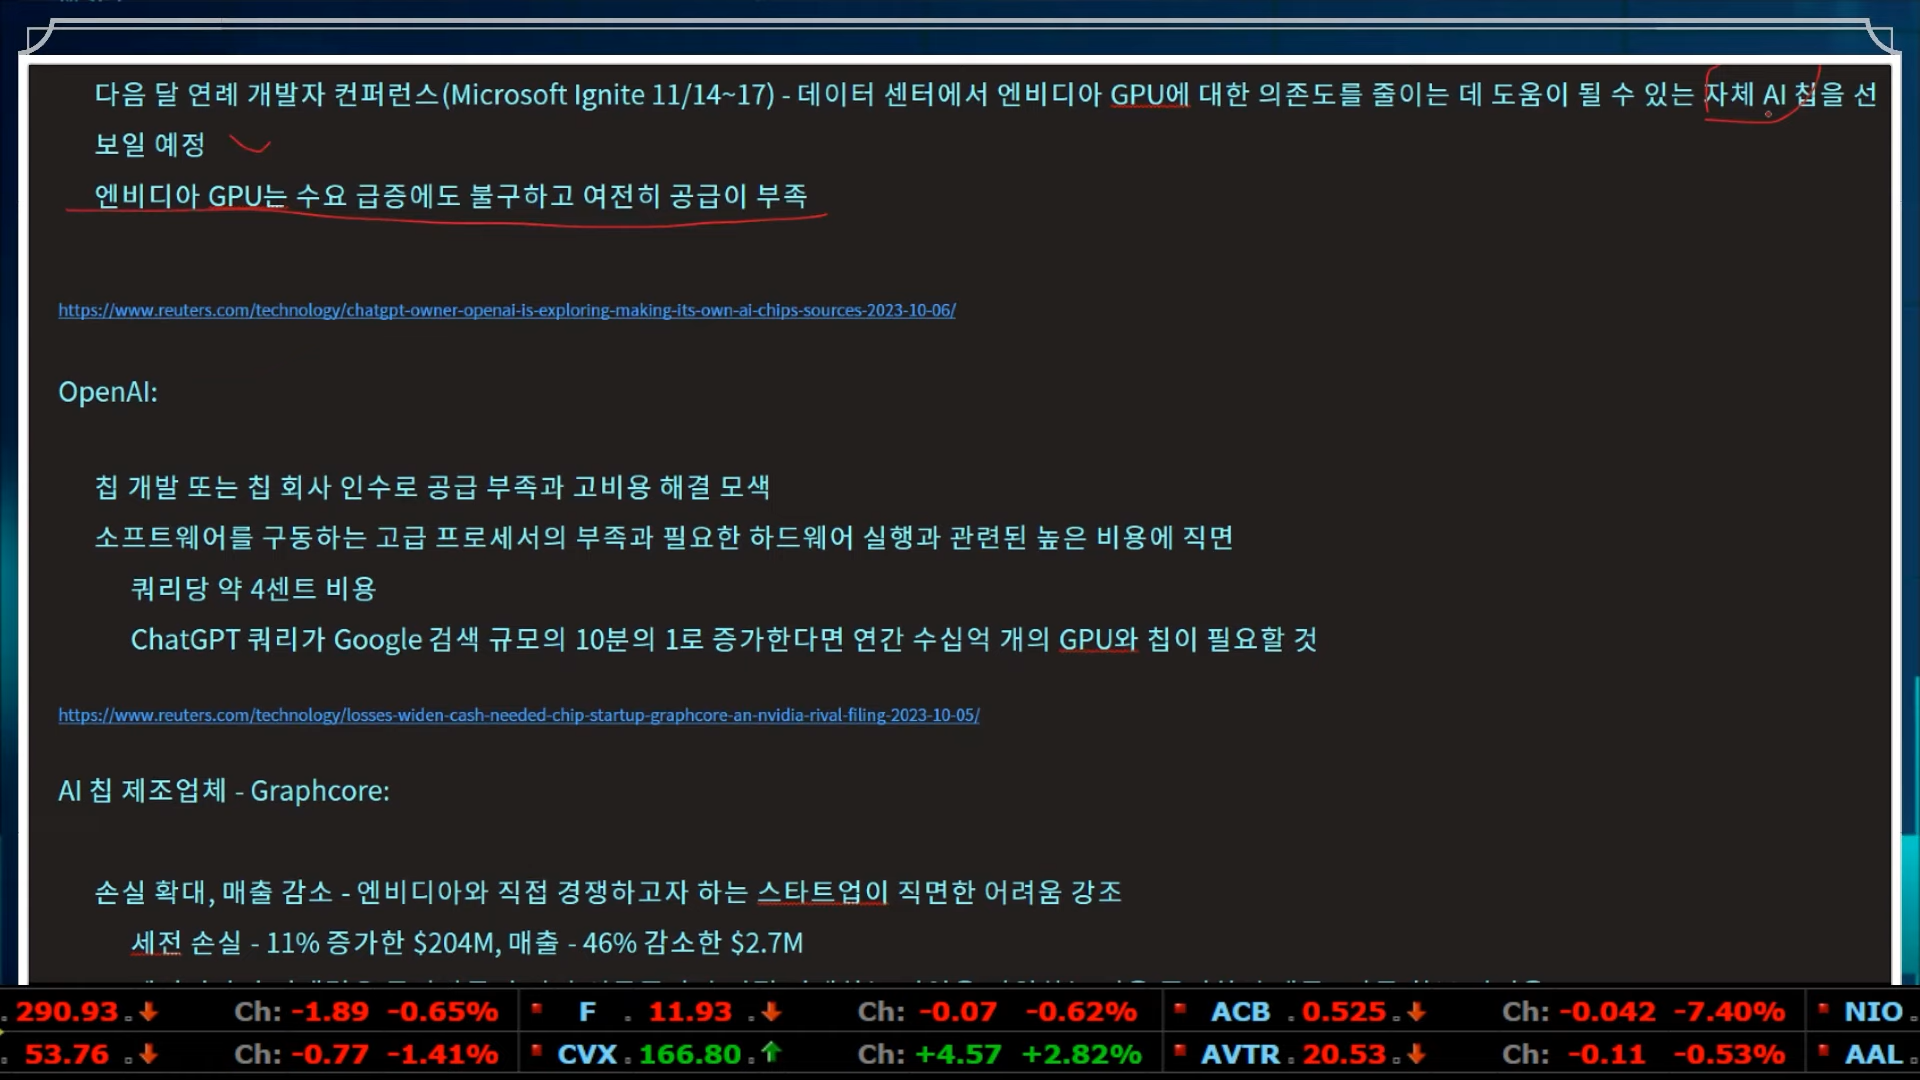 다음 달 연례 개발자 컨퍼런스(Microsoft Ignite 11/14~17) - 데이터 센터에서 엔비디아 GPU에 대한 의존도를 줄이는 데 도움이 될 수 있는 자체 AI 칩을 선
보일 예정
엔비디아 GPU는 수요 급증에도 불구하고 여전히 공급이 부족
https://www.reuters.com/technology/chatgpt-owner-openai-is-exploring-making-its-own-ai-chips-sources-2023-10-06/
OpenAI:
칩 개발 또는 칩 회사 인수로 공급 부족과 고비용 해결 모색
소프트웨어를 구동하는 고급 프로세서의 부족과 필요한 하드웨어 실행과 관련된 높은 비용에 직면
쿼리당 약 4센트 비용
ChatGPT 쿼리가 Google 검색 규모의 10분의 1로 증가한다면 연간 수십억 개의 GPU와 칩이 필요할 것
https://www.reuters.com/technology/losses-widen-cash-needed-chip-startup-graphcore-an-nvidia-rival-filing-2023-10-05/
AI 칩 제조업체 - Graphcore:
손실 확대, 매출 감소 - 엔비디아와 직접 경쟁하고자 하는 스타트업이 직면한 어려움 강조
세전 손실 - 11% 증가한 $204M, 매출 - 46% 감소한 $2.7M
290.93 Ch: -1.89 -0.65% F 11.93 Ch: -0.07 -0.62% ACB 0.525 Ch: -0.042 -7.40% NIO
53.76 Ch: -0.77 -1.41% CVX 166.80 Ch: +4.57 +2.82% AVTR 20.53 Ch: -0.11 -0.53% AAL